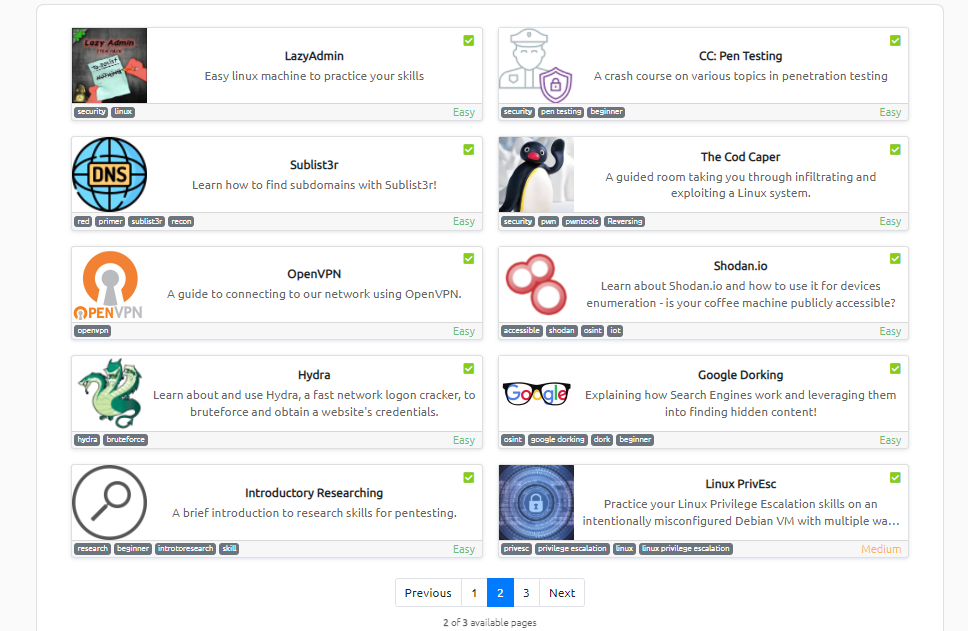 LazyAdmin
Easy linux machine to practice your skills
security linux
Easy
CC: Pen Testing
A crash course on various topics in penetration testing
security pen testing beginner
Easy
DNS
Sublist3r
Learn how to find subdomains with Sublist3r!
red primer sublist3r recon
Easy
The Cod Caper
A guided room taking you through infiltrating and
exploiting a Linux system.
security pwn pwntools Reversing
Easy
OPENVPN
OpenVPN
A guide to connecting to our network using OpenVPN.
openvpn
Easy
Shodan.io
Learn about Shodan.io and how to use it for devices
enumeration - is your coffee machine publicly accessible?
accessible shodan osint iot
Easy
Hydra
Learn about and use Hydra, a fast network logon cracker, to
bruteforce and obtain a website's credentials.
hydra bruteforce
Easy
Google
Google Dorking
Explaining how Search Engines work and leveraging them
into finding hidden content!
osint google dorking dork beginner
Easy
Introductory Researching
A brief introduction to research skills for pentesting.
research beginner introtoresearch skill
Easy
Linux PrivEsc
Practice your Linux Privilege Escalation skills on an
intentionally misconfigured Debian VM with multiple wa...
privesc privilege escalation linux linux privilege escalation
Medium
Previous 1 2 3 Next
2 of 3 available pages